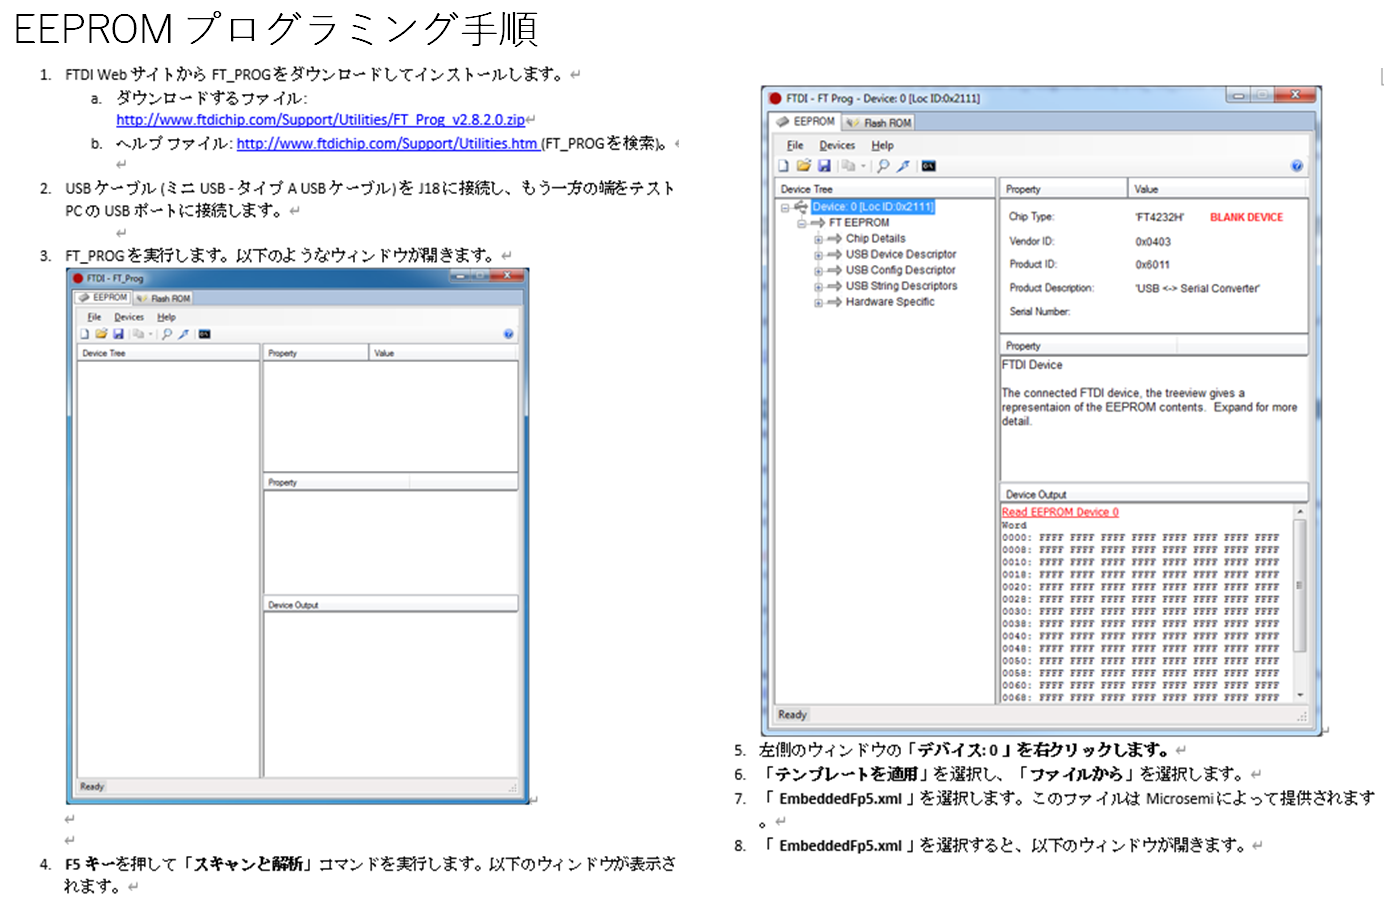 EEPROM プログラミング手順
1. FTDI Web サイトから FT_PROGをダウンロードしてインストールします。
a. ダウンロードするファイル:
http://www.ftdichip.com/Support/Utilities/FT_Prog_v2.8.2.0.zip
b. ヘルプ ファイル: http://www.ftdichip.com/Support/Utilities.htm (FT_PROGを検索)。
2. USB ケーブル (ミニ USB - タイプ A USB ケーブル) を J18 に接続し、もう一方の端をテスト
PC の USB ポートに接続します。
3. FT_PROG を実行します。以下のようなウィンドウが開きます。
FTDI - FT_Prog
EEPROM Flash ROM
File Devices Help
Device Tree Property Value
Property
Device Output
Ready
4. F5 キーを押して「スキャンと解析」コマンドを実行します。以下のウィンドウが表示さ
れます。
FTDI - FT Prog - Device: 0 [Loc ID:0x2111]
EEPROM Flash ROM
File Devices Help
Device Tree Property Value
Device: 0 [Loc ID:0x2111]
FT EEPROM
Chip Details
USB Device Descriptor
USB Config Descriptor
USB String Descriptors
Hardware Specific
Chip Type: 'FT4232H' BLANK DEVICE
Vendor ID: 0x0403
Product ID: 0x6011
Product Description: 'USB <-> Serial Converter'
Serial Number:
Property
FTDI Device
The connected FTDI device, the treeview gives a
representaion of the EEPROM contents. Expand for more
detail.
Device Output
Read EEPROM Device 0
Word
0000: FFFF FFFF FFFF FFFF FFFF FFFF FFFF FFFF
0008: FFFF FFFF FFFF FFFF FFFF FFFF FFFF FFFF
0010: FFFF FFFF FFFF FFFF FFFF FFFF FFFF FFFF
0018: FFFF FFFF FFFF FFFF FFFF FFFF FFFF FFFF
0020: FFFF FFFF FFFF FFFF FFFF FFFF FFFF FFFF
0028: FFFF FFFF FFFF FFFF FFFF FFFF FFFF FFFF
0030: FFFF FFFF FFFF FFFF FFFF FFFF FFFF FFFF
0038: FFFF FFFF FFFF FFFF FFFF FFFF FFFF FFFF
0040: FFFF FFFF FFFF FFFF FFFF FFFF FFFF FFFF
0048: FFFF FFFF FFFF FFFF FFFF FFFF FFFF FFFF
0050: FFFF FFFF FFFF FFFF FFFF FFFF FFFF FFFF
0058: FFFF FFFF FFFF FFFF FFFF FFFF FFFF FFFF
0060: FFFF FFFF FFFF FFFF FFFF FFFF FFFF FFFF
0068: FFFF FFFF FFFF FFFF FFFF FFFF FFFF FFFF
Ready
5. 左側のウィンドウの「デバイス: 0 」を右クリックします。
6. 「テンプレートを適用」を選択し、「ファイルから」を選択します。
7. 「 EmbeddedFp5.xml 」を選択します。このファイルは Microsemiによって提供されます
。
8. 「 EmbeddedFp5.xml 」を選択すると、以下のウィンドウが開きます。